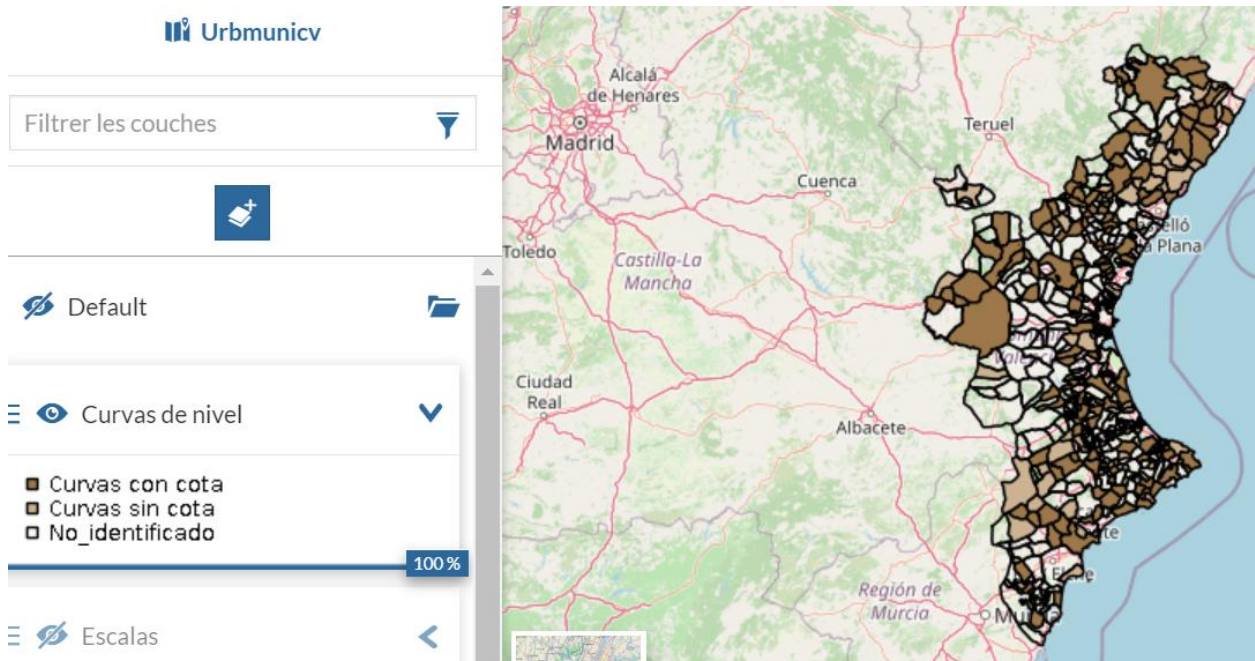 Urbmunicv
Filtrer les couches
Default
Curvas de nivel
Curvas con cota
Curvas sin cota
No_identificado
100 %
Escalas
Alcalá
de Henares
Madrid
Teruel
Cuenca
Toledo
Castilla-La
Mancha
Plana
Ciudad
Real
Albacete
Región de
Murcia